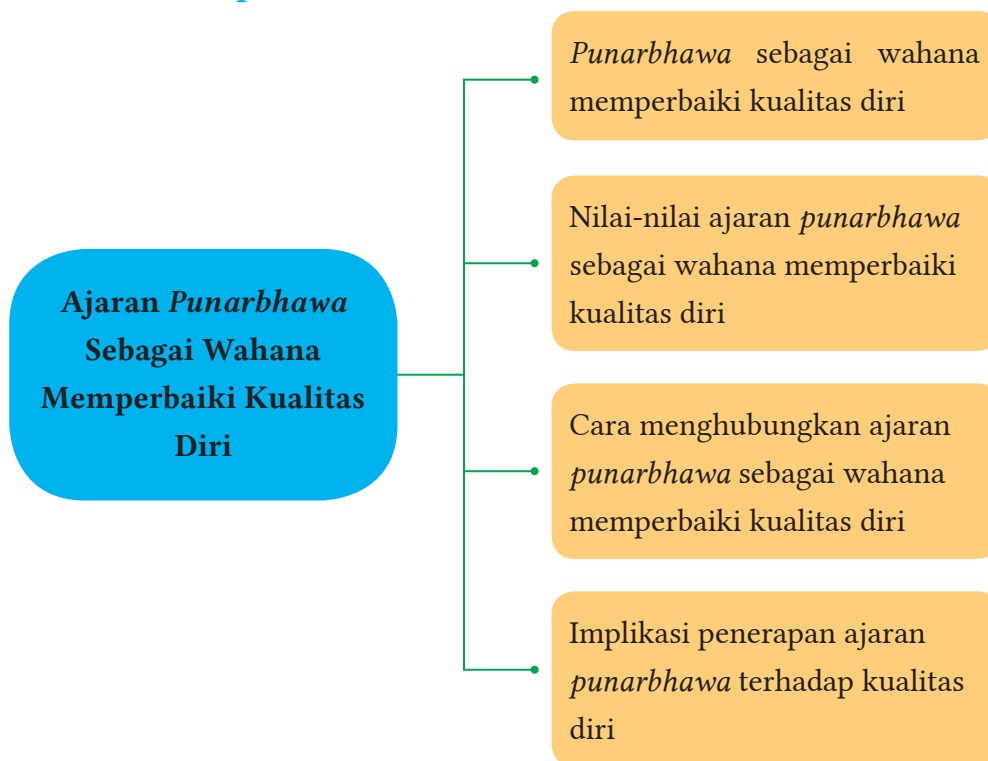 Ajaran Punarbhawa
Sebagai Wahana
Memperbaiki Kualitas
Diri
Punarbhawa sebagai wahana
memperbaiki kualitas diri
Nilai-nilai ajaran punarbhawa
sebagai wahana memperbaiki
kualitas diri
Cara menghubungkan ajaran
punarbhawa sebagai wahana
memperbaiki kualitas diri
Implikasi penerapan ajaran
punarbhawa terhadap kualitas
diri